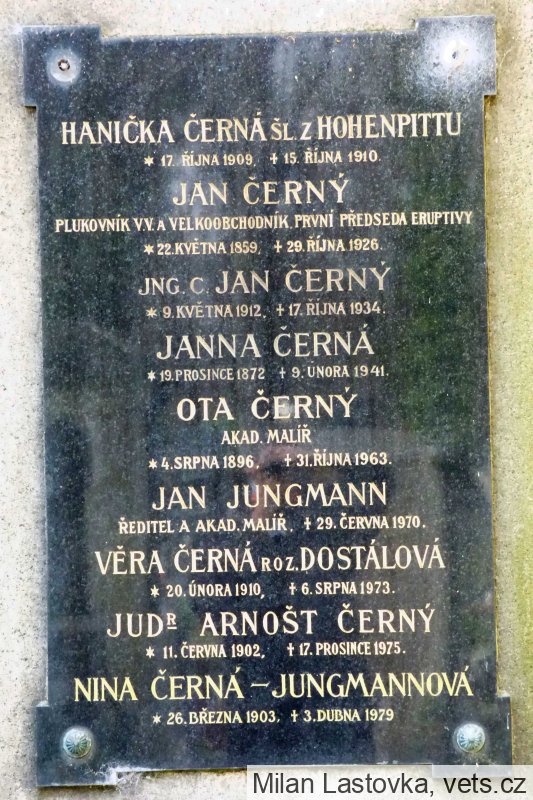 HANIČKA ČERNÁ ŠL. Z HOHENPITTU
* 17. ŘÍJNA 1909, + 15. ŘÍJNA 1910.
JAN ČERNÝ
PLUKOVNÍK V.V. A VELKOOBCHODNÍK, PRVNÍ PŘEDSEDA ERUPTIVY
* 22. KVĚTNA 1859, + 29. ŘÍJNA 1926.
JNG. C. JAN ČERNÝ
* 9. KVĚTNA 1912, + 17. ŘÍJNA 1934.
JANNA ČERNÁ
* 19. PROSINCE 1872 + 9. ÚNORA 1941.
OTA ČERNÝ
AKAD. MALÍŘ
* 4. SRPNA 1896, + 31. ŘÍJNA 1963.
JAN JUNGMANN
ŘEDITEL A AKAD. MALÍŘ, + 29. ČERVNA 1970.
VĚRA ČERNÁ ROZ. DOSTÁLOVÁ
* 20. ÚNORA 1910, + 6. SRPNA 1973.
JUDR ARNOŠT ČERNÝ
* 11. ČERVNA 1902, + 17. PROSINCE 1975.
NINA ČERNÁ – JUNGMANNOVÁ
* 26. BŘEZNA 1903, + 3. DUBNA 1979
Milan Lastovka, vets.cz